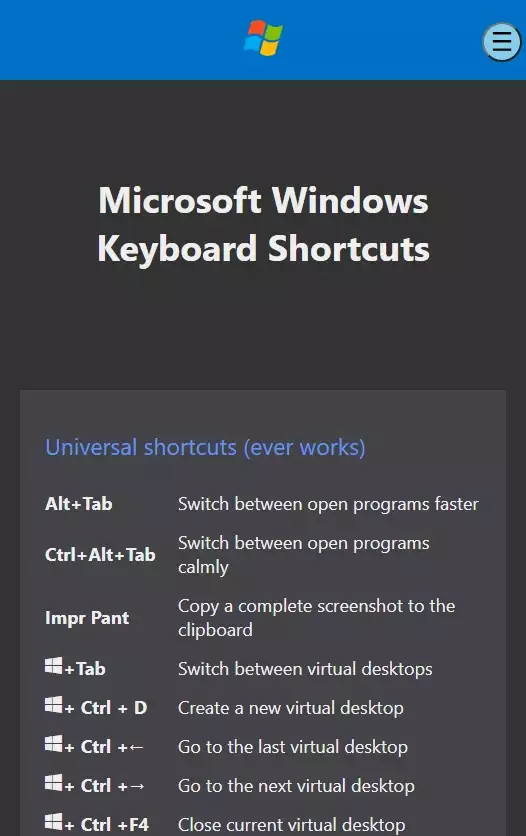 Microsoft Windows
Keyboard Shortcuts
Universal shortcuts (ever works)
Alt+Tab Switch between open programs faster
Ctrl+Alt+Tab Switch between open programs
calmly
Impr Pant Copy a complete screenshot to the
clipboard
+Tab Switch between virtual desktops
+ Ctrl + D Create a new virtual desktop
+ Ctrl +← Go to the last virtual desktop
+ Ctrl +→ Go to the next virtual desktop
+ Ctrl +F4 Close current virtual desktop